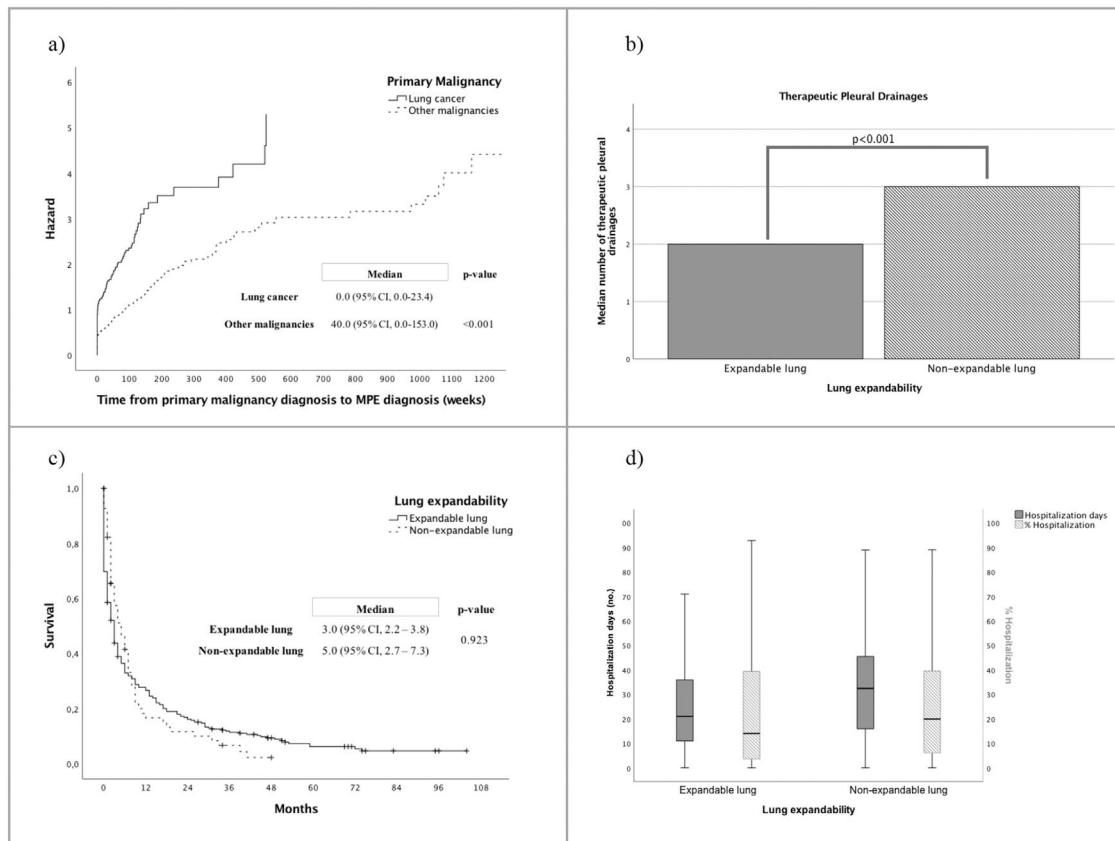 a)
Primary Malignancy
Lung cancer
Other malignancies
6
5
4
3
2
1
0
Hazard
Median p-value
Lung cancer 0.0 (95% CI, 0.0-23.4)
Other malignancies 40.0 (95% CI, 0.0-153.0) <0.001
0 100 200 300 400 500 600 700 800 900 1000 1100 1200
Time from primary malignancy diagnosis to MPE diagnosis (weeks)
b)
Therapeutic Pleural Drainages
p<0.001
4
3
2
1
0
Median number of therapeutic pleural
drainages
Expandable lung Non-expandable lung
Lung expandability
c)
Lung expandability
Expandable lung
Non-expandable lung
1,0
0,8
0,6
0,4
0,2
0,0
Survival
Median p-value
Expandable lung 3.0 (95% CI, 2.2 – 3.8)
0.923
Non-expandable lung 5.0 (95% CI, 2.7 – 7.3)
0 12 24 36 48 60 72 84 96 108
Months
d)
Hospitalization days
% Hospitalization
00 100
90 90
80 80
70 70
60 60
50 50
40 40
30 30
20 20
10 10
0 0
Hospitalization days (no.)
% Hospitalization
Expandable lung Non-expandable lung
Lung expandability